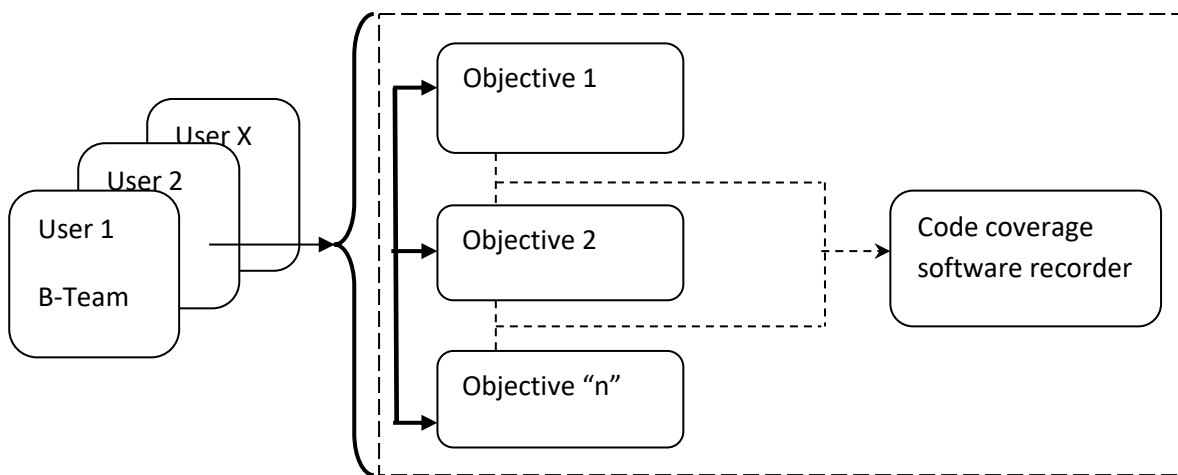 User X
User 2
User 1
B-Team
Objective 1
Objective 2
Objective “n”
Code coverage
software recorder